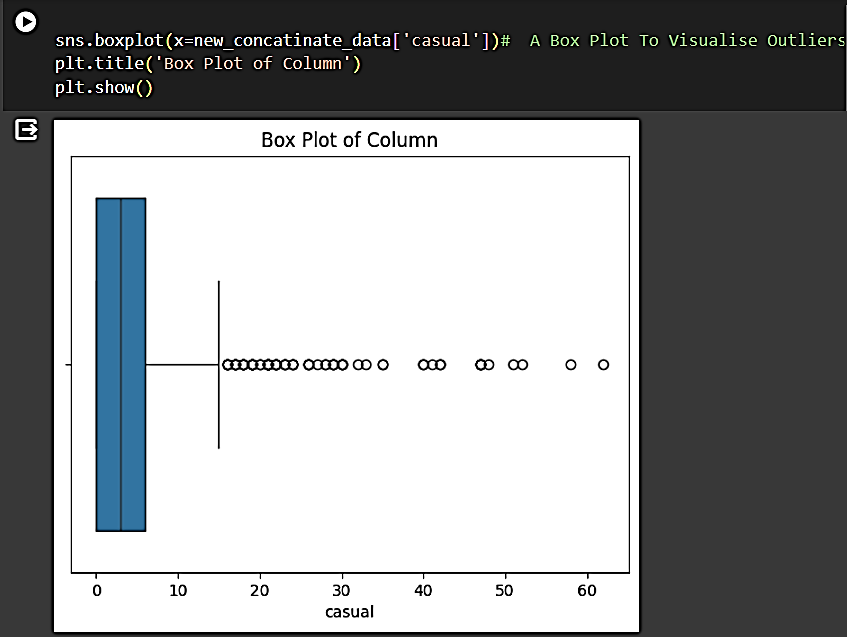 sns.boxplot(x=new_concatinate_data['casual'])#  A Box Plot To Visualise Outliers
plt.title('Box Plot of Column')
plt.show()
Box Plot of Column
0 10 20 30 40 50 60
casual